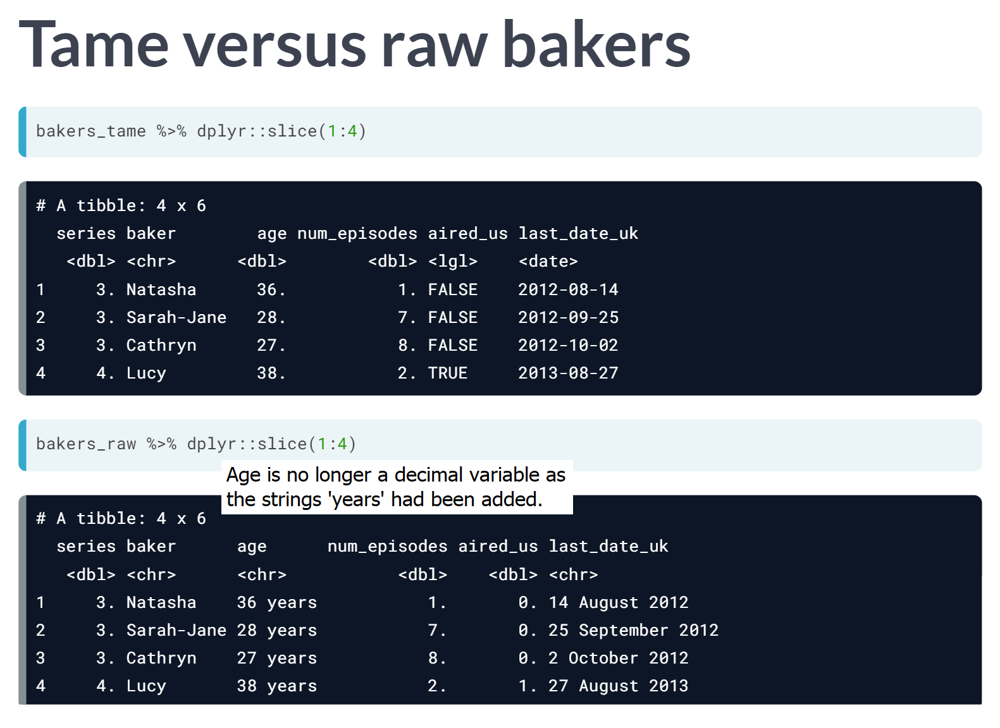 Tame versus raw bakers
bakers_tame %>% dplyr::slice(1:4)
# A tibble: 4 x 6
  series baker        age num_episodes aired_us last_date_uk
   <dbl> <chr>      <dbl>        <dbl> <lgl>    <date>
1     3. Natasha      36.           1. FALSE    2012-08-14
2     3. Sarah-Jane   28.           7. FALSE    2012-09-25
3     3. Cathryn      27.           8. FALSE    2012-10-02
4     4. Lucy         38.           2. TRUE     2013-08-27
bakers_raw %>% dplyr::slice(1:4)
Age is no longer a decimal variable as
the strings 'years' had been added.
# A tibble: 4 x 6
  series baker      age      num_episodes aired_us last_date_uk
   <dbl> <chr>      <chr>           <dbl>    <dbl> <chr>
1     3. Natasha    36 years           1.       0. 14 August 2012
2     3. Sarah-Jane 28 years           7.       0. 25 September 2012
3     3. Cathryn    27 years           8.       0. 2 October 2012
4     4. Lucy       38 years           2.       1. 27 August 2013